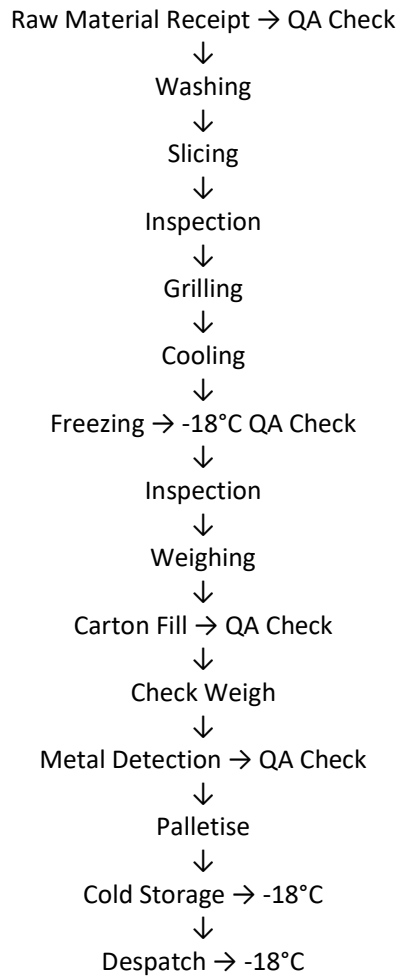 Raw Material Receipt → QA Check
↓
Washing
↓
Slicing
↓
Inspection
↓
Grilling
↓
Cooling
↓
Freezing → -18°C QA Check
↓
Inspection
↓
Weighing
↓
Carton Fill → QA Check
↓
Check Weigh
↓
Metal Detection → QA Check
↓
Palletise
↓
Cold Storage → -18°C
↓
Despatch → -18°C